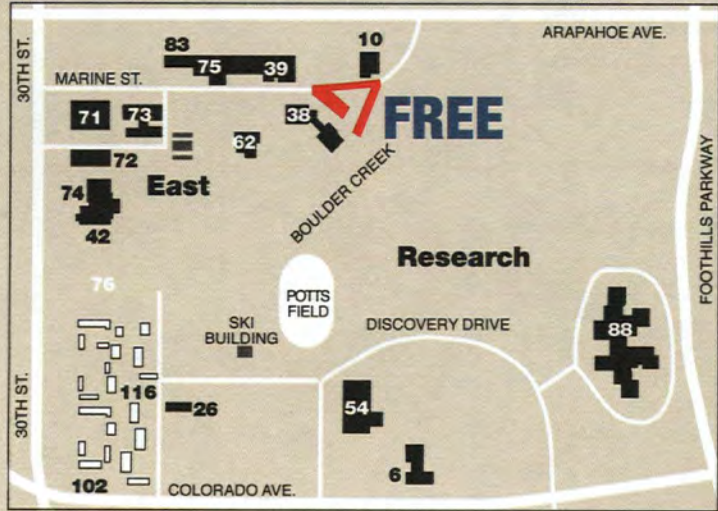 ARAPAHOE AVE.
30TH ST.
83
75
39
10
MARINE ST.
71
73
38
FREE
72
62
East
BOULDER CREEK
FOOTHILLS PARKWAY
74
42
Research
76
POTTS
FIELD
SKI
BUILDING
DISCOVERY DRIVE
88
30TH ST.
116
26
54
6
102
COLORADO AVE.